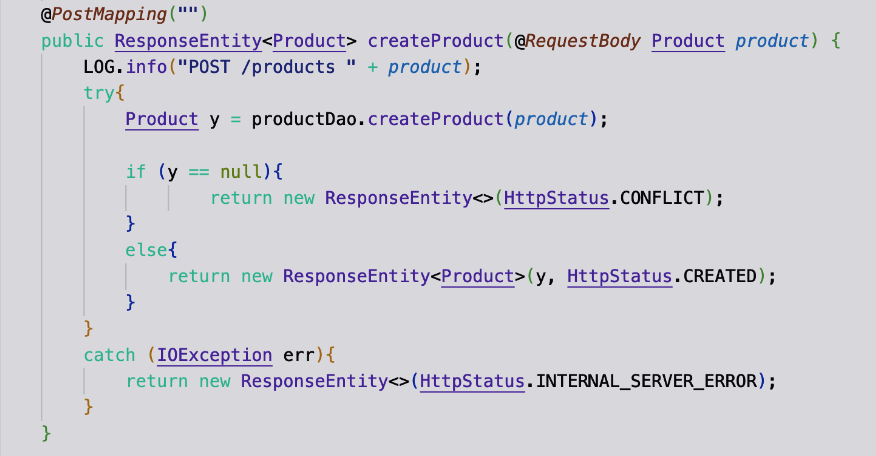 @PostMapping("")
public ResponseEntity<Product> createProduct(@RequestBody Product product) {
LOG.info("POST /products " + product);
try{
Product y = productDao.createProduct(product);
if (y == null){
return new ResponseEntity<>(HttpStatus.CONFLICT);
}
else{
return new ResponseEntity<Product>(y, HttpStatus.CREATED);
}
}
catch (IOException err){
return new ResponseEntity<>(HttpStatus.INTERNAL_SERVER_ERROR);
}
}